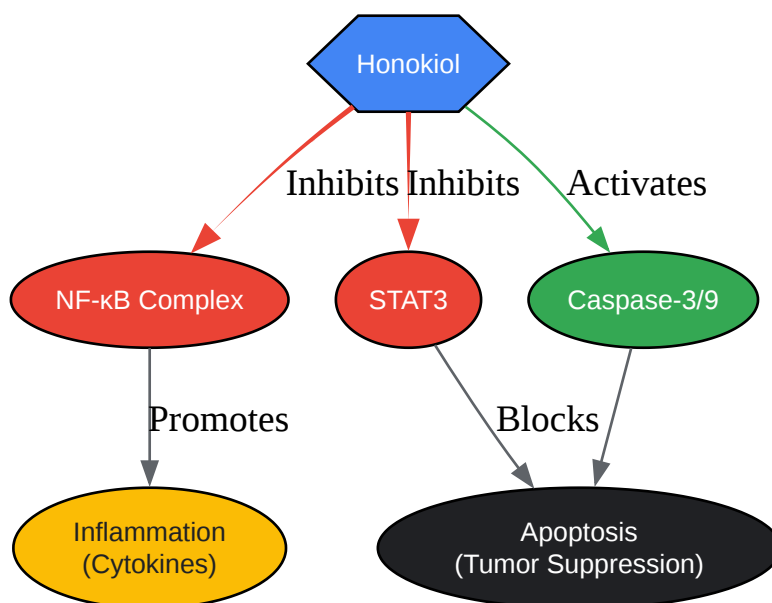 Honokiol
Inhibits
Inhibits
Activates
NF-κB Complex
STAT3
Caspase-3/9
Promotes
Blocks
Inflammation
(Cytokines)
Apoptosis
(Tumor Suppression)